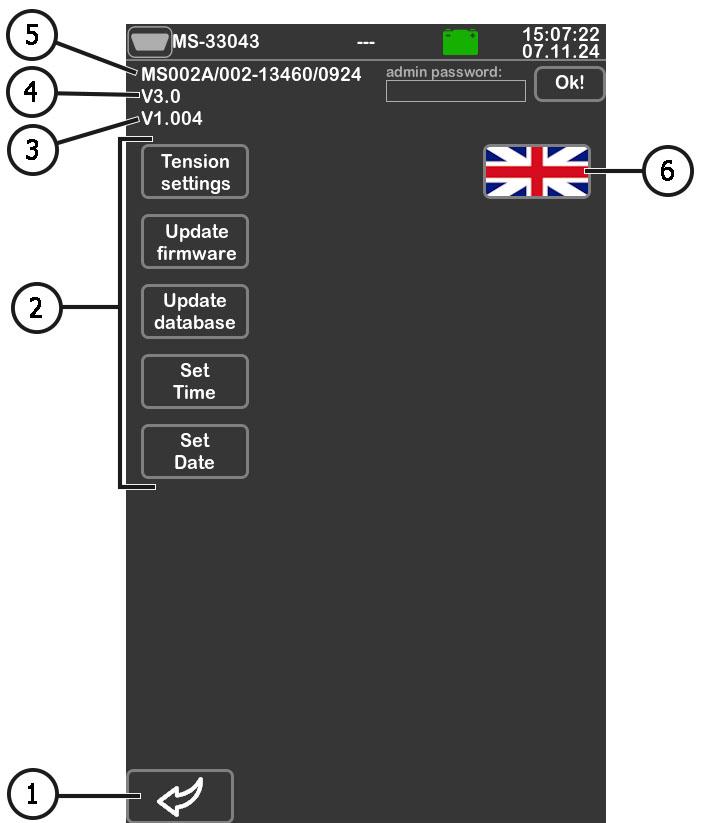 5
MS-33043
---
15:07:22
07.11.24
MS002A/002-13460/0924
admin password:
Ok!
4
V3.0
3
V1.004
Tension
settings
6
Update
firmware
2
Update
database
Set
Time
Set
Date
1